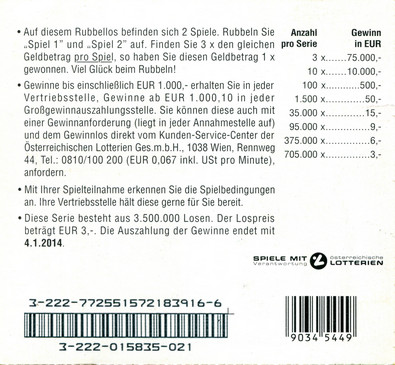 • Auf diesem Rubbellos befinden sich 2 Spiele. Rubbeln Sie
„Spiel 1" und „Spiel 2" auf. Finden Sie 3 x den gleichen
Geldbetrag pro Spiel, so haben Sie diesen Geldbetrag 1 x
gewonnen. Viel Glück beim Rubbeln!
• Gewinne bis einschließlich EUR 1.000,- erhalten Sie in jeder
Vertriebsstelle, Gewinne ab EUR 1.000,10 in jeder
Großgewinnauszahlungsstelle. Sie können diese auch mit
einer Gewinnanforderung (liegt in jeder Annahmestelle auf)
und dem Gewinnlos direkt vom Kunden-Service-Center der
Österreichischen Lotterien Ges.m.b.H., 1038 Wien, Rennweg
44, Tel.: 0810/100 200 (EUR 0,067 inkl. USt pro Minute),
anfordern.
• Mit Ihrer Spielteilnahme erkennen Sie die Spielbedingungen
an. Ihre Vertriebsstelle hält diese gerne für Sie bereit.
• Diese Serie besteht aus 3.500.000 Losen. Der Lospreis
beträgt EUR 3,-. Die Auszahlung der Gewinne endet mit
4.1.2014.
Anzahl Gewinn
pro Serie in EUR
3 x.......75.000,-
10 x.......10.000,-
100 x............500,-
1.500 x..............50,-
35.000 x..............15,-
95.000 x................9,-
375.000 x................6,-
705.000 x................3,-
SPIELE MIT österreichische
Verantwortung LOTTERIEN
3-222-772551572183916-6
3-222-015835-021
9034 5449